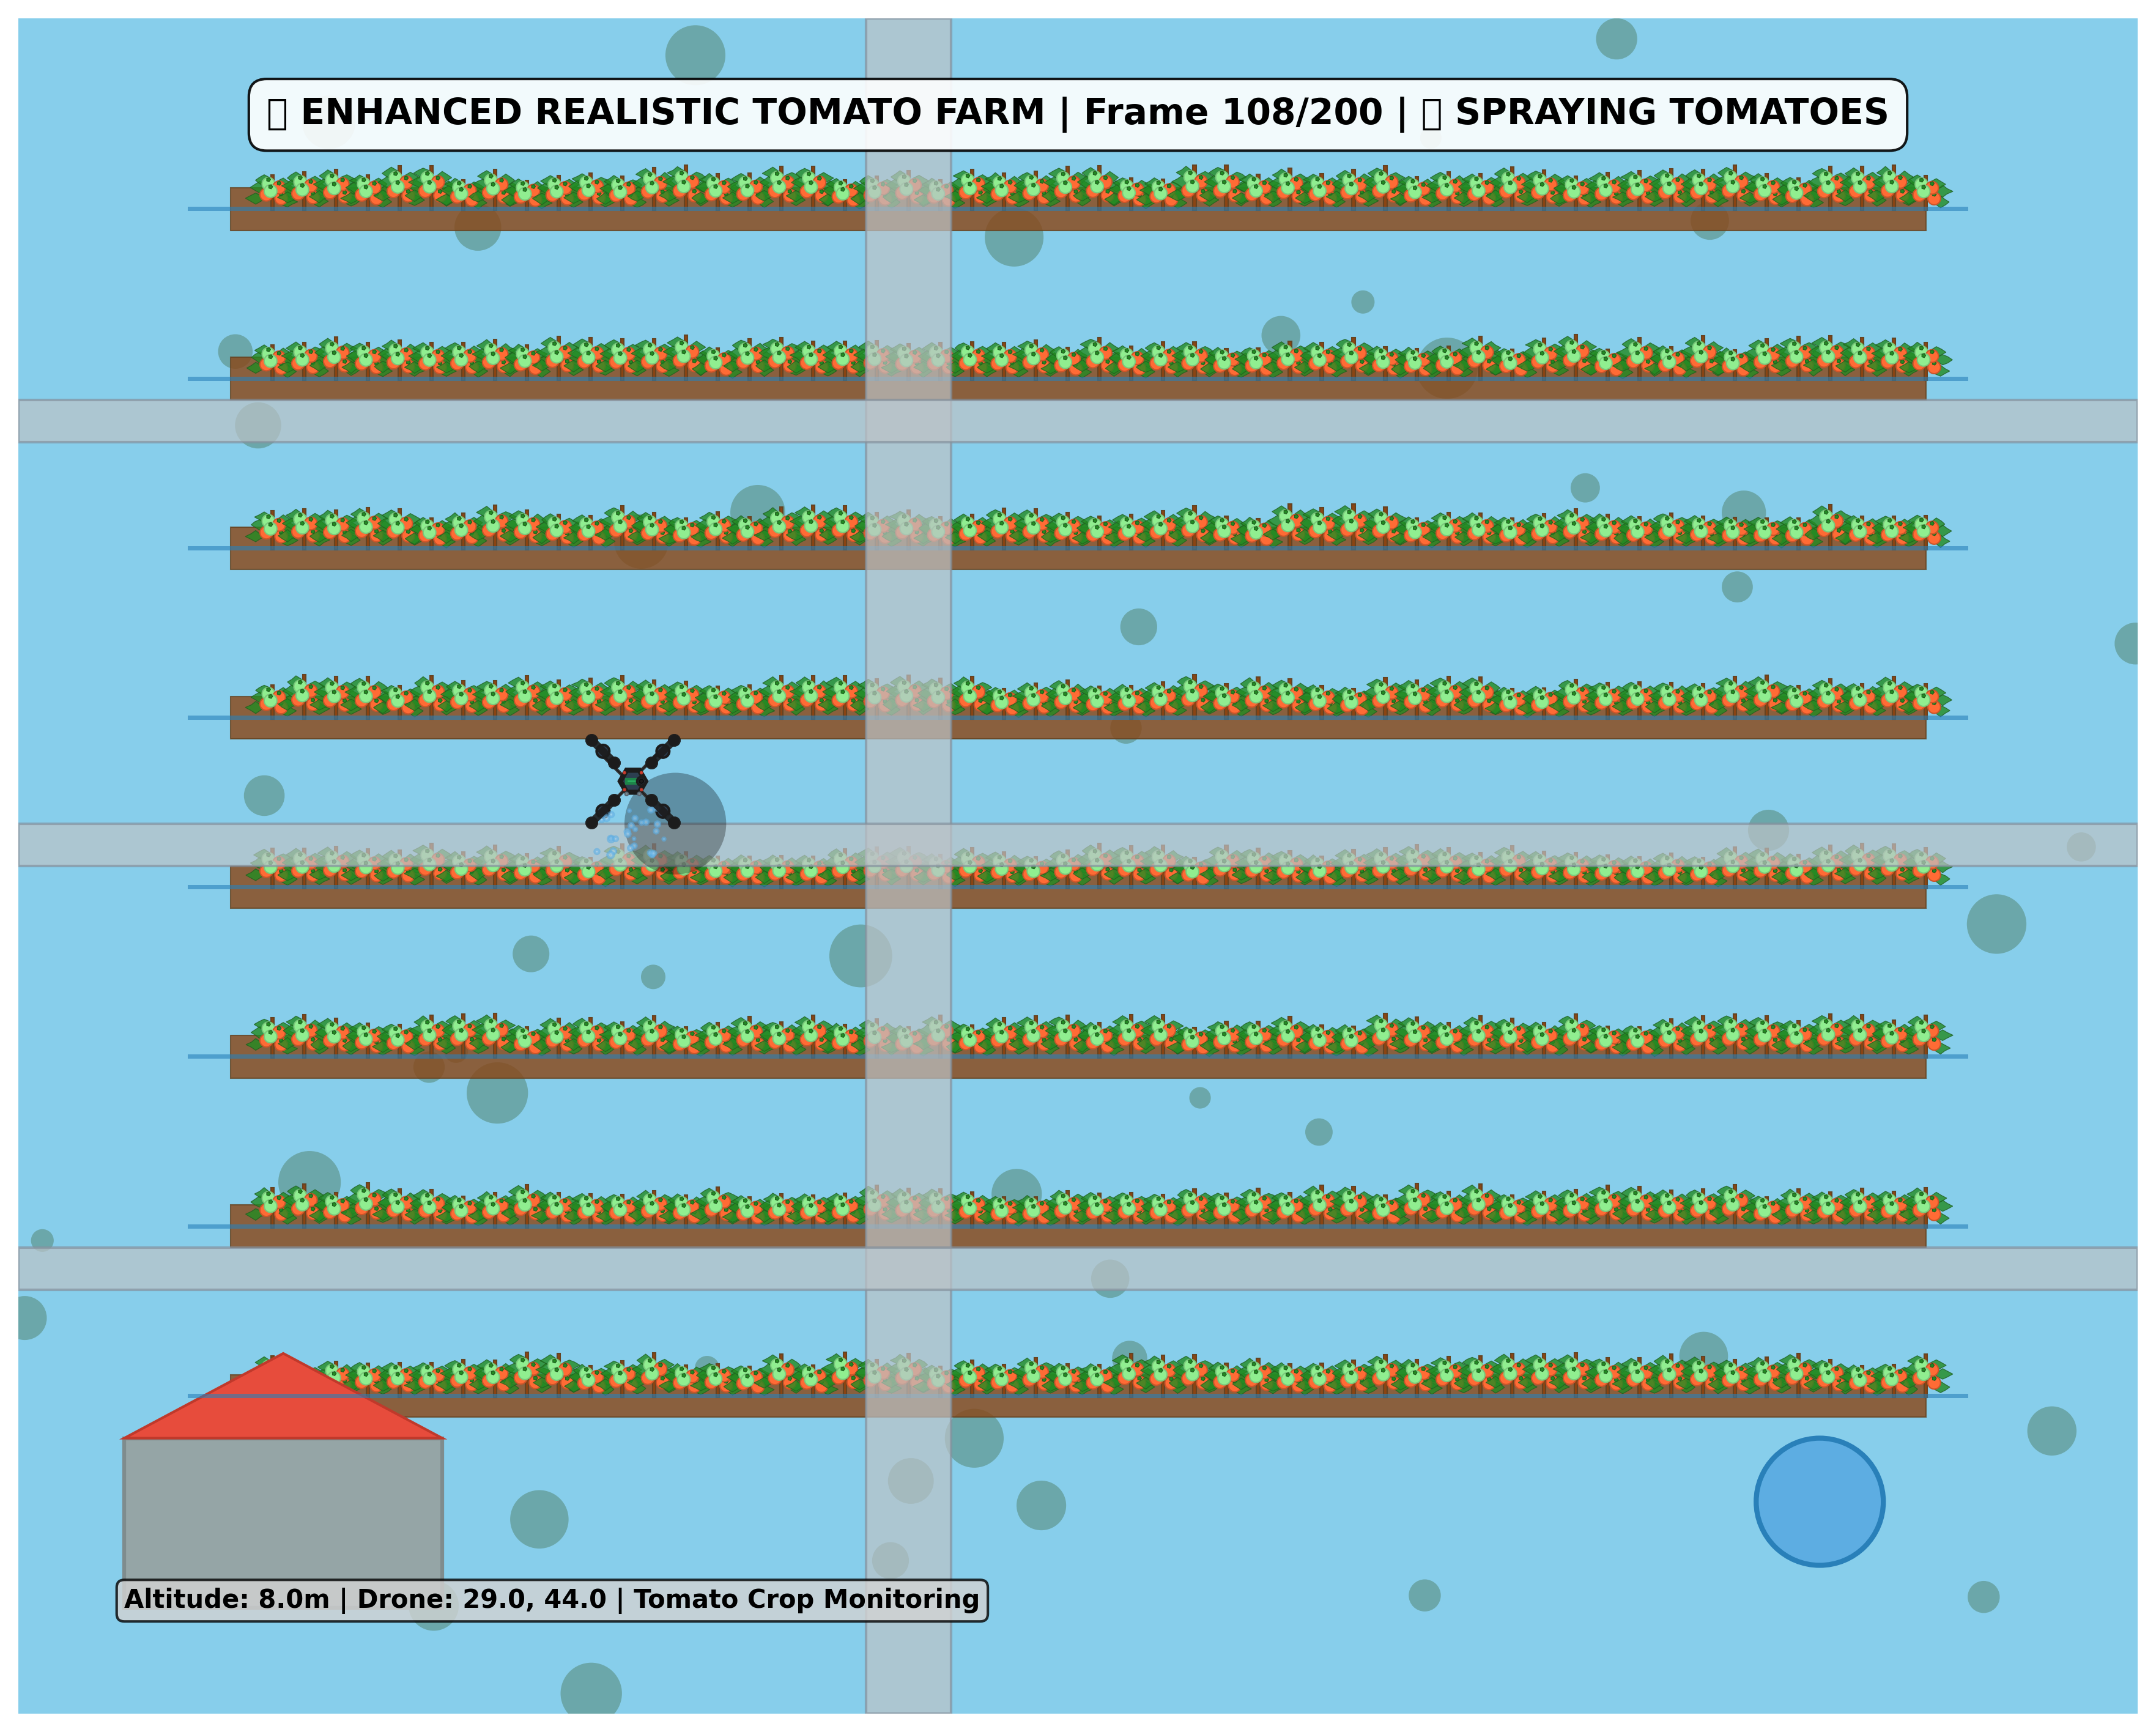 ▯ ENHANCED REALISTIC TOMATO FARM | Frame 108/200 | ▯ SPRAYING TOMATOES
Altitude: 8.0m | Drone: 29.0, 44.0 | Tomato Crop Monitoring